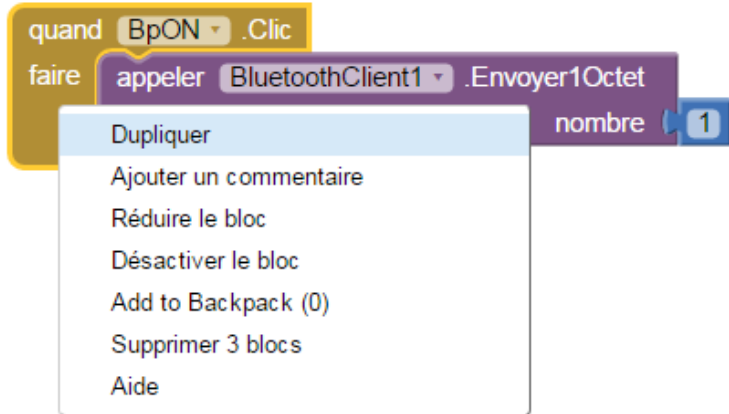 quand BpON .Clic
faire appeler BluetoothClient1 .Envoyer1Octet
nombre 1
Dupliquer
Ajouter un commentaire
Réduire le bloc
Désactiver le bloc
Add to Backpack (0)
Supprimer 3 blocs
Aide